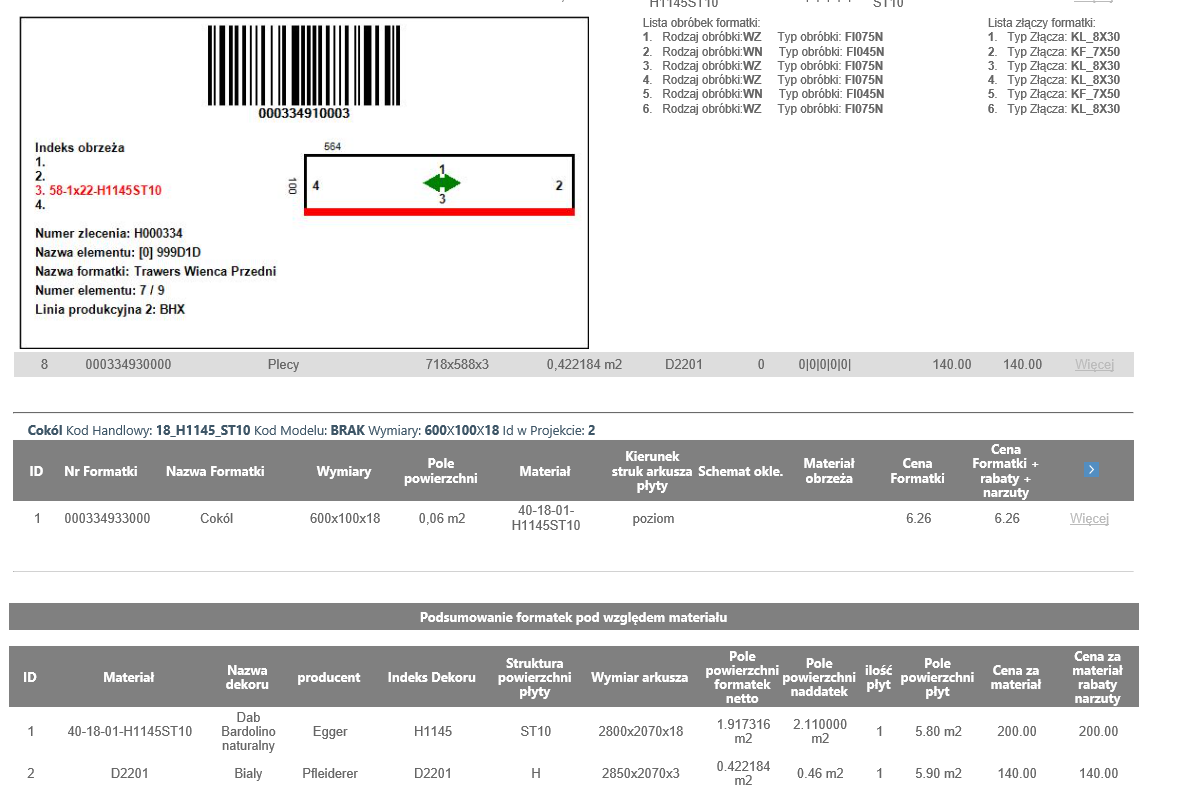 H1145ST10 ST10
Lista obróbek formatki: Lista złączy formatki:
1. Rodzaj obróbki:WZ Typ obróbki: FI075N 1. Typ Złącza: KL_8X30
2. Rodzaj obróbki:WN Typ obróbki: FI045N 2. Typ Złącza: KF_7X50
3. Rodzaj obróbki:WZ Typ obróbki: FI075N 3. Typ Złącza: KL_8X30
4. Rodzaj obróbki:WZ Typ obróbki: FI075N 4. Typ Złącza: KL_8X30
5. Rodzaj obróbki:WN Typ obróbki: FI045N 5. Typ Złącza: KF_7X50
6. Rodzaj obróbki:WZ Typ obróbki: FI075N 6. Typ Złącza: KL_8X30
000334910003
Indeks obrzeża
1.
2.
3. 58-1x22-H1145ST10
4.
564
100
1
4 2
3
Numer zlecenia: H000334
Nazwa elementu: [0] 999D1D
Nazwa formatki: Trawers Wienca Przedni
Numer elementu: 7 / 9
Linia produkcyjna 2: BHX
8 000334930000 Plecy 718x588x3 0,422184 m2 D2201 0 0|0|0|0|0| 140.00 140.00 Więcej
Cokól Kod Handlowy: 18_H1145_ST10 Kod Modelu: BRAK Wymiary: 600X100X18 Id w Projekcie: 2
ID Nr Formatki Nazwa Formatki Wymiary Pole powierzchni Materiał Kierunek struk arkusza płyty Schemat okle. Materiał obrzeża Cena Formatki Cena Formatki + rabaty + narzuty
1 000334933000 Cokól 600x100x18 0,06 m2 40-18-01-H1145ST10 poziom 6.26 6.26 Więcej
Podsumowanie formatek pod względem materiału
ID Materiał Nazwa dekoru producent Indeks Dekoru Struktura powierzchni płyty Wymiar arkusza Pole powierzchni formatek netto Pole powierzchni naddatek ilość płyt Pole powierzchni płyt Cena za materiał Cena za materiał rabaty narzuty
1 40-18-01-H1145ST10 Dab Bardolino naturalny Egger H1145 ST10 2800x2070x18 1.917316 m2 2.110000 m2 1 5.80 m2 200.00 200.00
2 D2201 Bialy Pfleiderer D2201 H 2850x2070x3 0.422184 m2 0.46 m2 1 5.90 m2 140.00 140.00